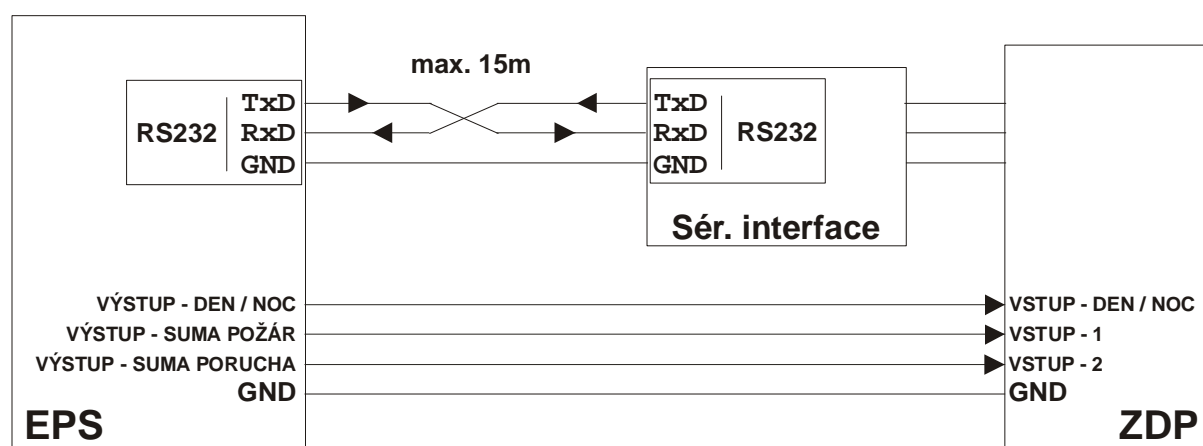 max. 15m
RS232
TxD
RxD
GND
TxD
RxD
GND
RS232
Sér. interface
VÝSTUP - DEN / NOC
VSTUP - DEN / NOC
VÝSTUP - SUMA POŽÁR
VSTUP - 1
VÝSTUP - SUMA PORUCHA
VSTUP - 2
GND
GND
EPS
ZDP